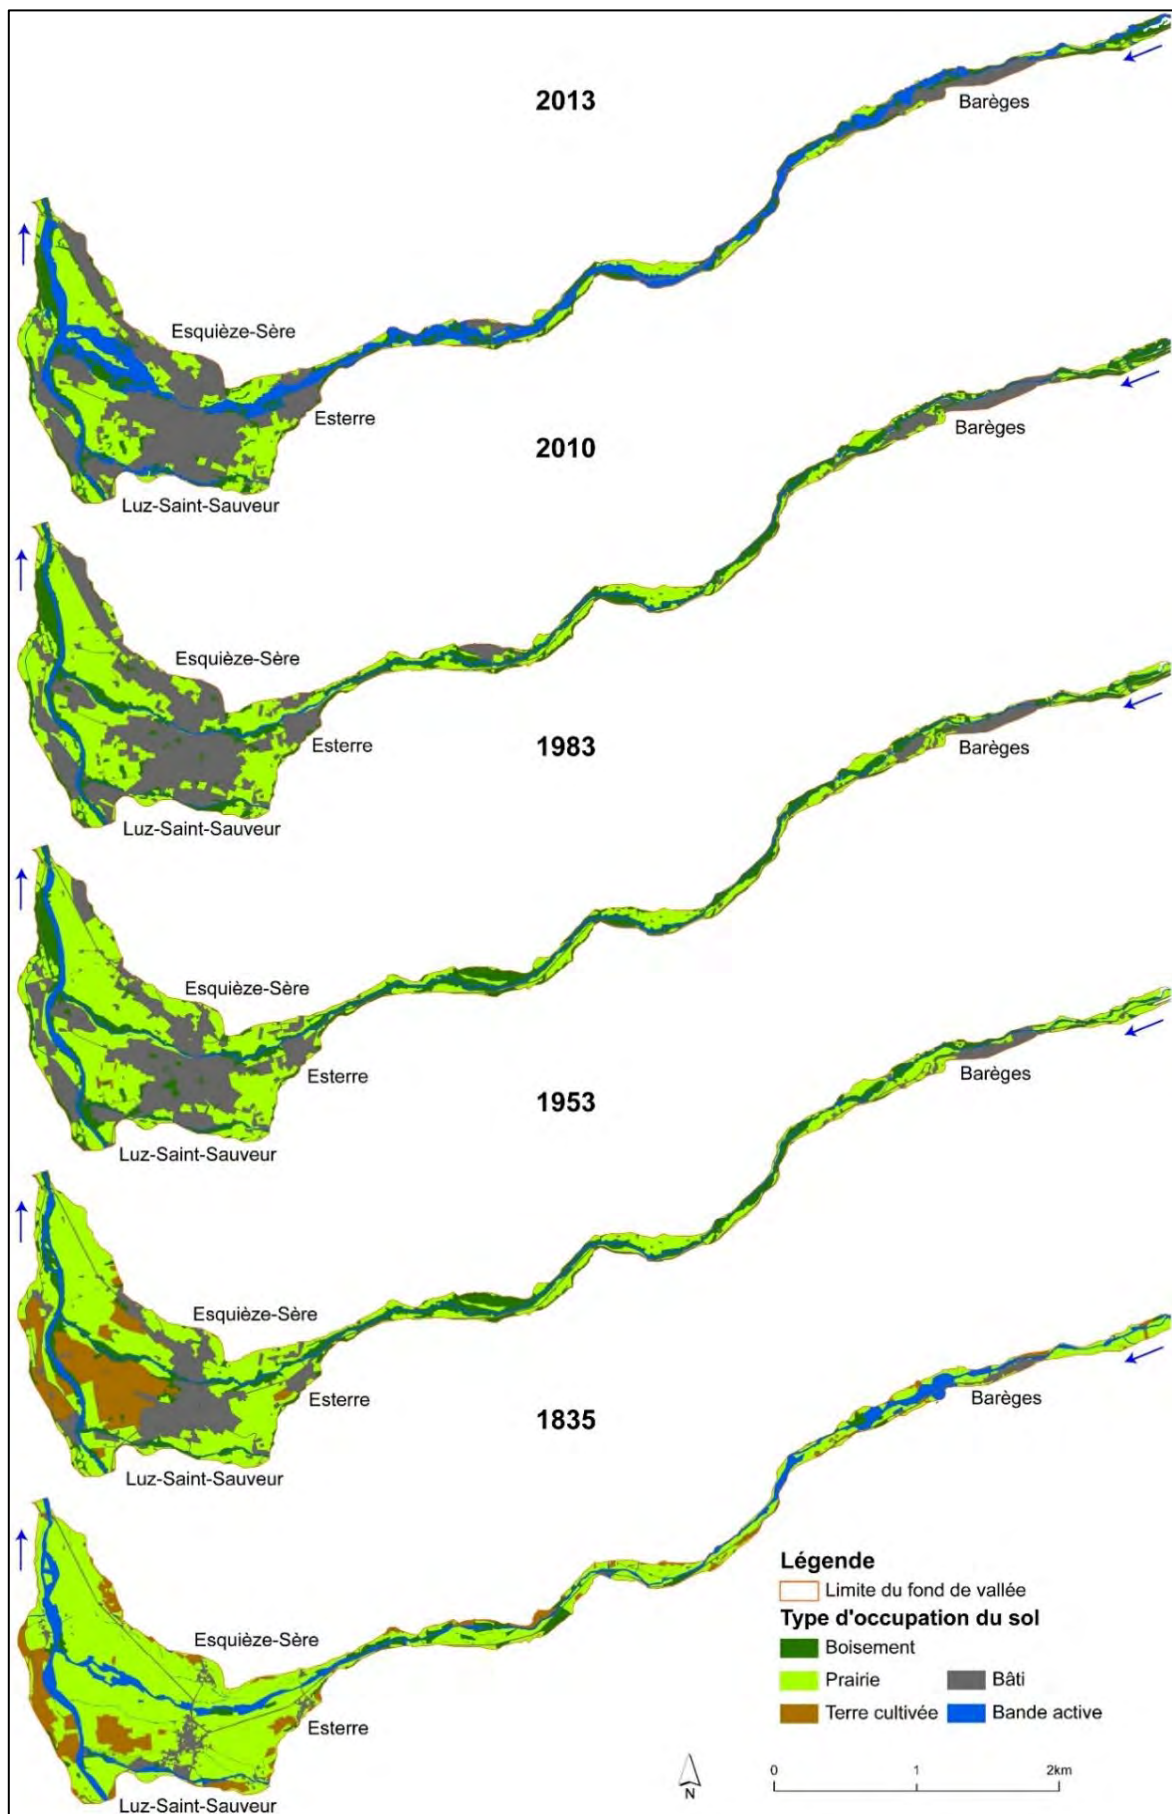 2013
Barèges
Esquièze-Sère
Esterre
Luz-Saint-Sauveur
2010
Barèges
Esquièze-Sère
Esterre
Luz-Saint-Sauveur
1983
Barèges
Esquièze-Sère
Esterre
Luz-Saint-Sauveur
1953
Barèges
Esquièze-Sère
Esterre
Luz-Saint-Sauveur
1835
Barèges
Esquièze-Sère
Esterre
Luz-Saint-Sauveur
Légende
Limite du fond de vallée
Type d'occupation du sol
Boisement
Prairie Bâti
Terre cultivée Bande active
N
0 1 2km